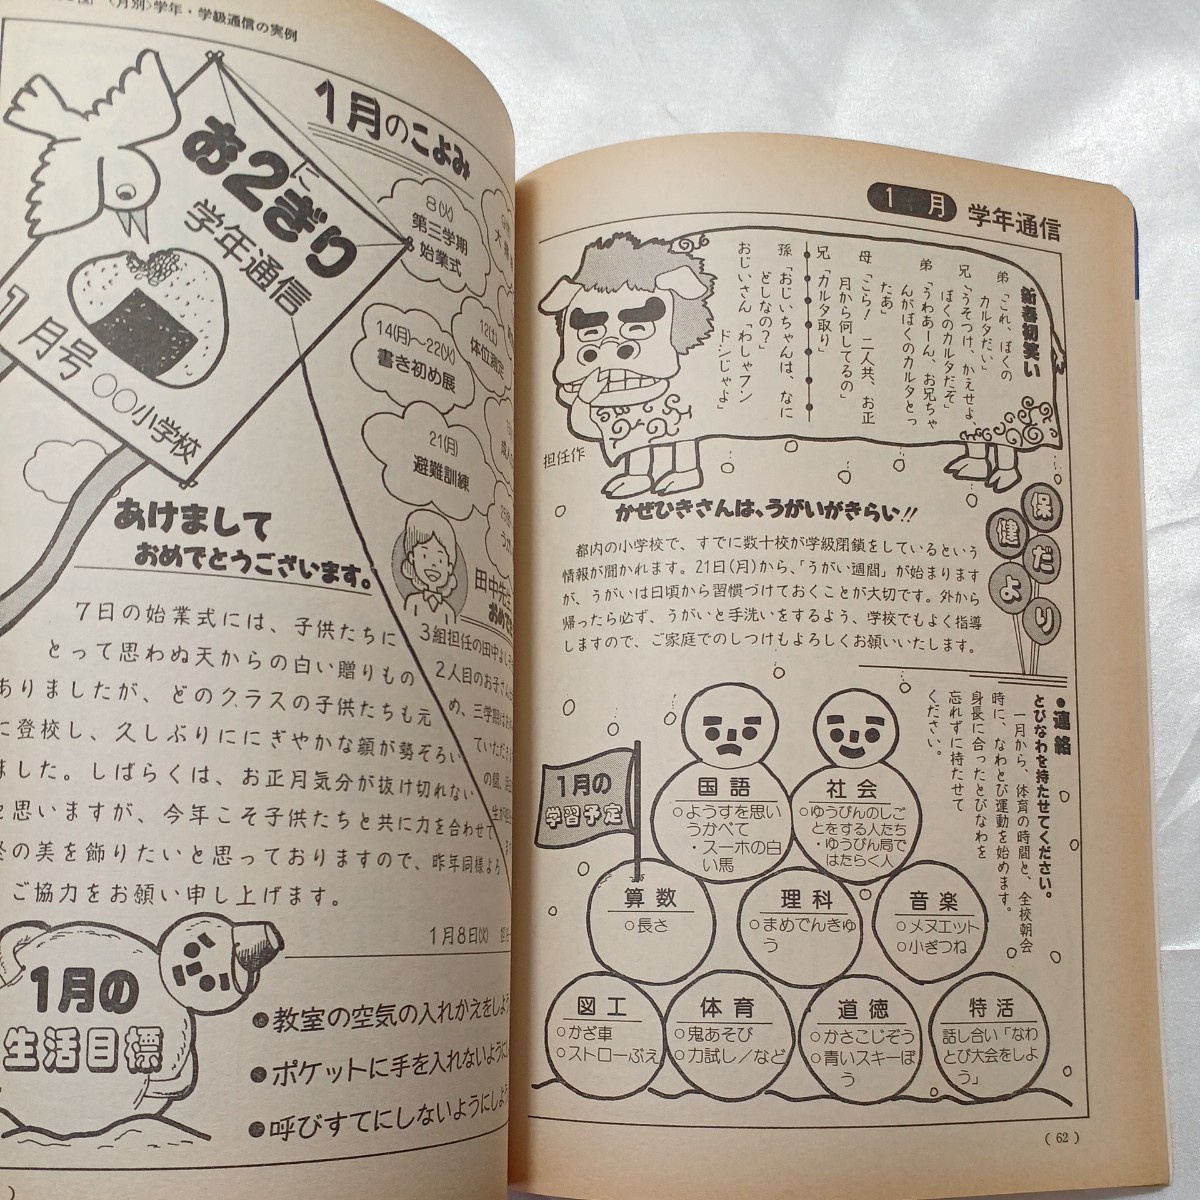 〈月別〉学年・学級通信の実例
お2ぎり
に
学年通信
1月号
○○小学校
1月のこよみ
8(火)
第三学期
始業式
12(土)
体位測定
14(月)〜22(火)
書き初め展
21(月)
避難訓練
あけまして
おめでとうございます。
田中先生
3組担任の田中よし
2人目のお子さん
め、三学期は
ていただき
7日の始業式には、子供たちに
とって思わぬ天からの白い贈りもの
ありましたが、どのクラスの子供たちも元
に登校し、久しぶりににぎやかな顔が勢ぞろい
ました。しばらくは、お正月気分が抜け切れない
と思いますが、今年こそ子供たちと共に力を合わせて
の美を飾りたいと思っておりますので、昨年同様よろ
ご協力をお願い申し上げます。
1月8日(火)
1月の
生活目標
●教室の空気の入れかえをしよう
●ポケットに手を入れないように
●呼びすてにしないようにしよう
1月 学年通信
新春初笑い
弟「これ、ぼくの
カルタだい」
兄「うそつけ、かえせよ、
ぼくのカルタだぞ」
弟「うわあーん、お兄ちゃ
んがぼくのカルタとっ
たあ」
母「こら！ 二人共、お正
月から何してるの」
兄「カルタ取り」
孫「おじいちゃんは、なに
どしなの？」
おじいさん「わしゃフン
ドンじゃよ」
担任作
保健だより
かぜひきさんは、うがいがきらい!!
都内の小学校で、すでに数十校が学級閉鎖をしているという
情報が聞かれます。21日(月)から、「うがい週間」が始まります
が、うがいは日頃から習慣づけておくことが大切です。外から
帰ったら必ず、うがいと手洗いをするよう、学校でもよく指導
しますので、ご家庭でのしつけもよろしくお願いいたします。
●連絡
とびなわを持たせてください。
一月から、体育の時間と、全校朝会
時に、なわとび運動を始めます。
身長に合ったとびなわを
忘れずに持たせて
ください。
1月の
学習予定
国語
○ようすを思い
うかべて
・スーホの白
い馬
社会
○ゆうびんのしご
とをする人たち
・ゆうびん局で
はたらく人
算数
○長さ
理科
○まめでんきゅ
う
音楽
○メヌエット
○小ぎつね
図工
○かざ車
○ストローぶえ
体育
○鬼あそび
○力試し／など
道徳
○かさこじぞう
○青いスキーぼ
う
特活
話し合い「なわ
とび大会をしよ
う」
(62)